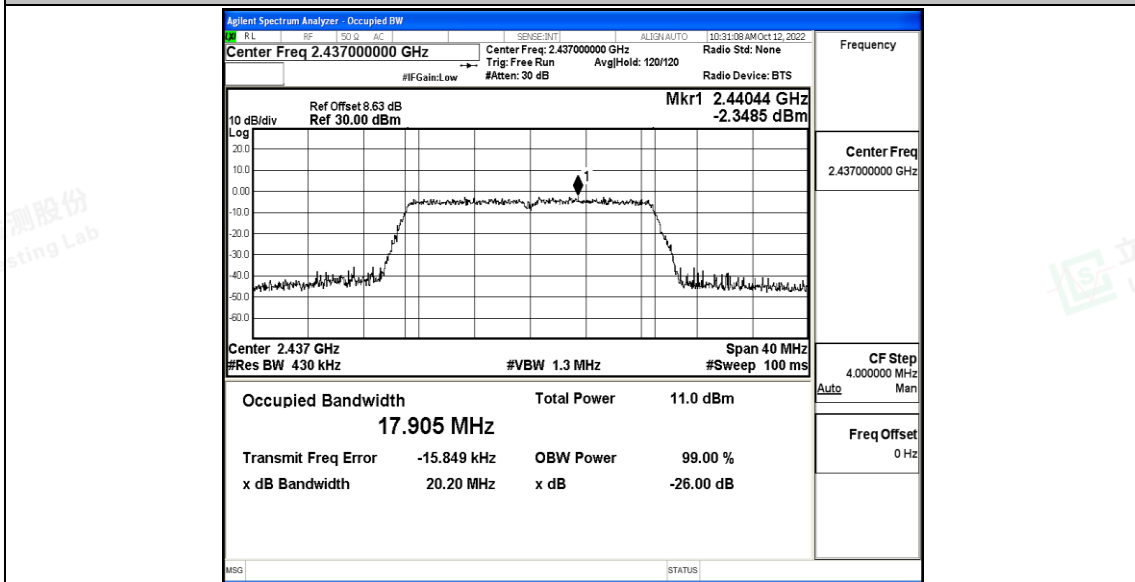 Agilent Spectrum Analyzer - Occupied BW
RL RF 50 Ω AC SENSE:INT ALIGN AUTO 10:31:08 AM Oct 12, 2022
Center Freq 2.437000000 GHz
Center Freq: 2.437000000 GHz
Radio Std: None
Trig: Free Run Avg|Hold: 120/120
#IFGain:Low
#Atten: 30 dB
Radio Device: BTS
Frequency
Ref Offset 8.63 dB
Mkr1 2.44044 GHz
10 dB/div Ref 30.00 dBm
-2.3485 dBm
Log
20.0
10.0
0.00
-10.0
-20.0
-30.0
-40.0
-50.0
-60.0
1
Center 2.437 GHz
Span 40 MHz
#Res BW 430 kHz
#VBW 1.3 MHz
#Sweep 100 ms
Occupied Bandwidth
Total Power 11.0 dBm
17.905 MHz
Transmit Freq Error -15.849 kHz
OBW Power 99.00 %
x dB Bandwidth 20.20 MHz
x dB -26.00 dB
Center Freq
2.437000000 GHz
CF Step
4.000000 MHz
Auto Man
Freq Offset
0 Hz
MSG
STATUS
测股份
sting Lab
立